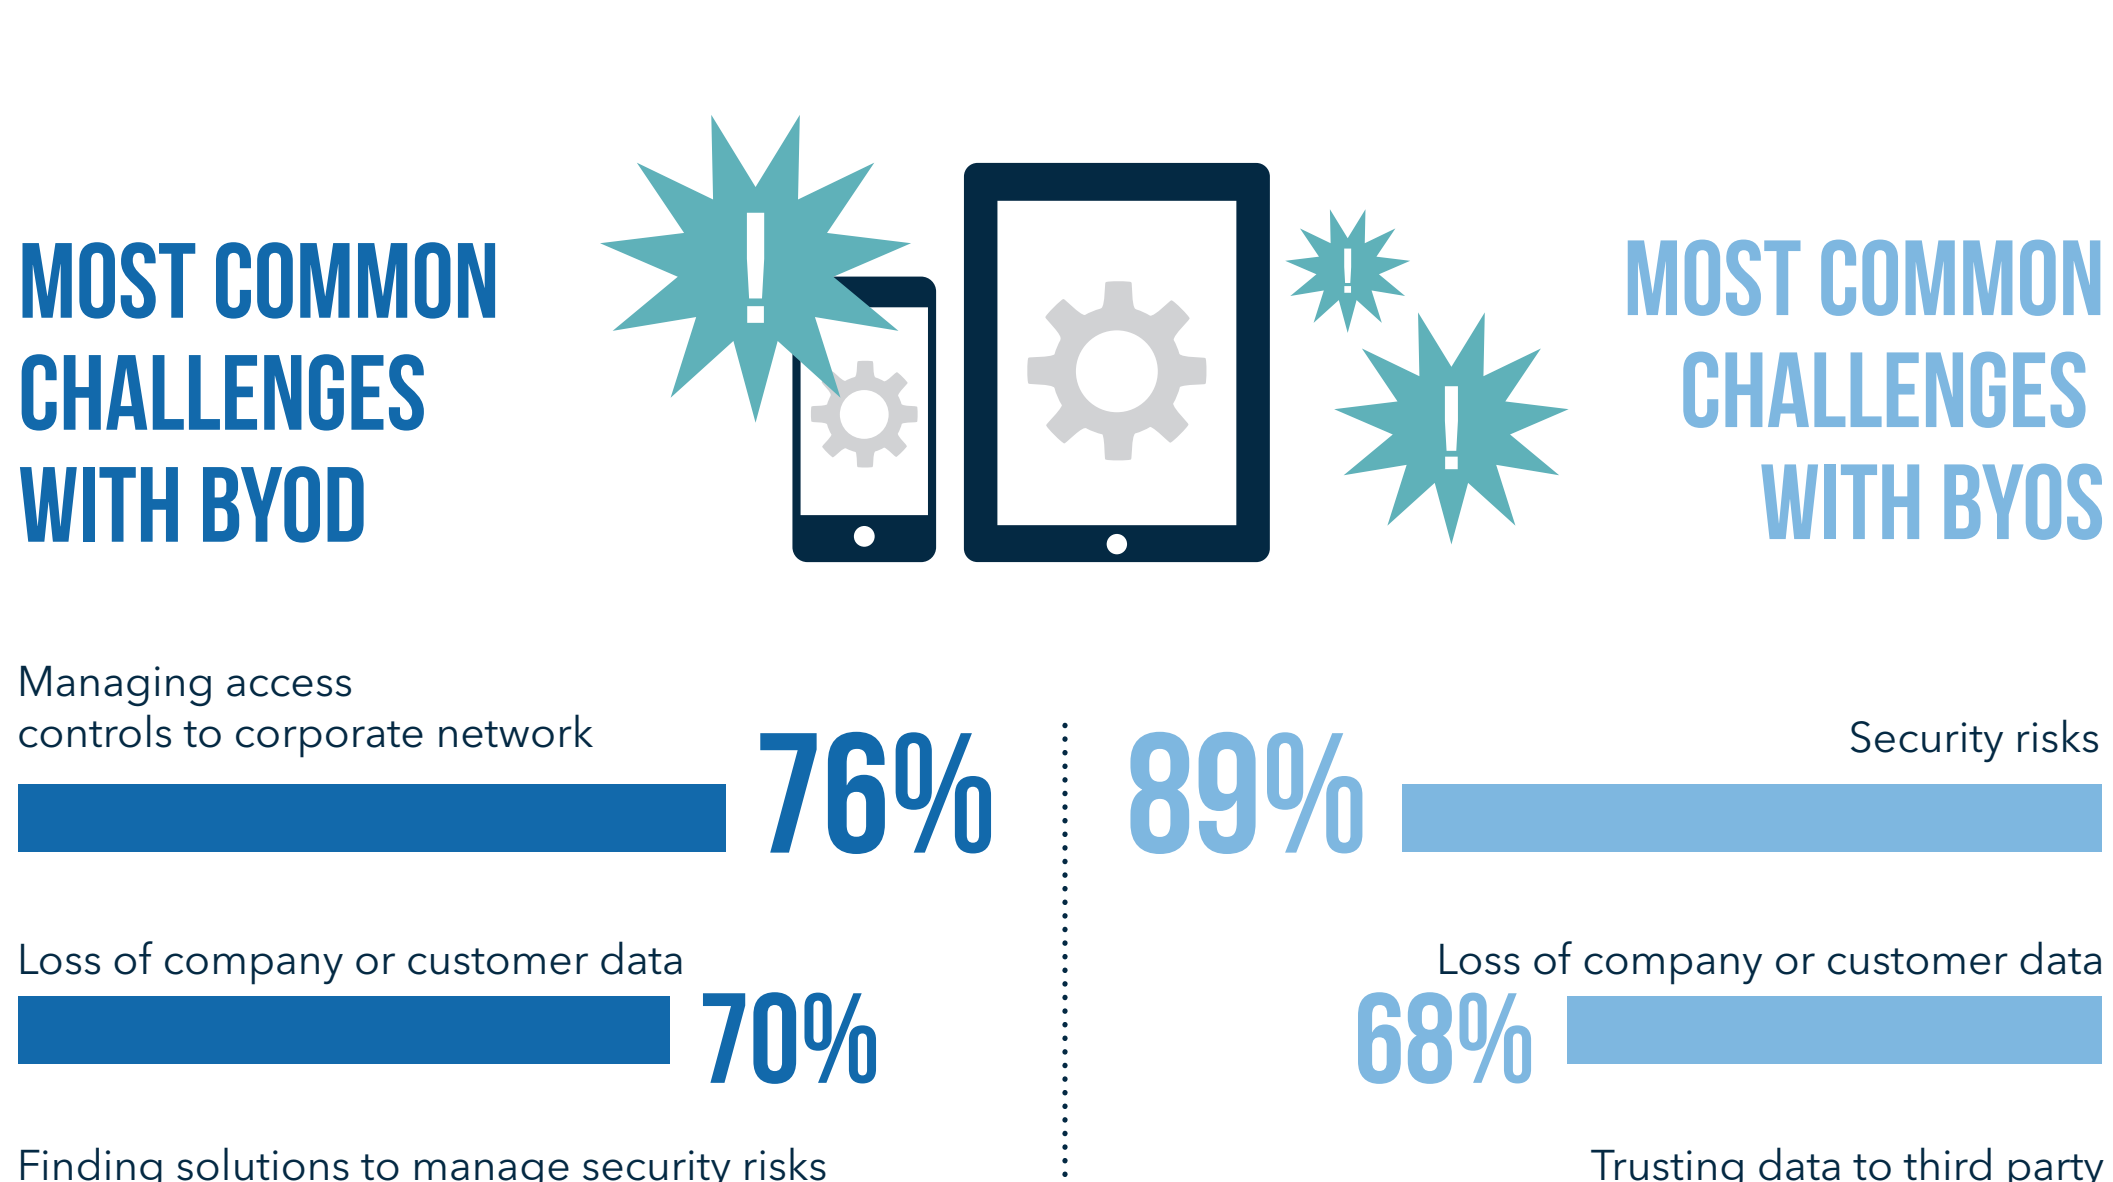 MOST COMMON
CHALLENGES
WITH BYOD
!
!
!
MOST COMMON
CHALLENGES
WITH BYOS
Managing access
controls to corporate network
76%
Loss of company or customer data
70%
Finding solutions to manage security risks
Security risks
89%
Loss of company or customer data
68%
Trusting data to third party